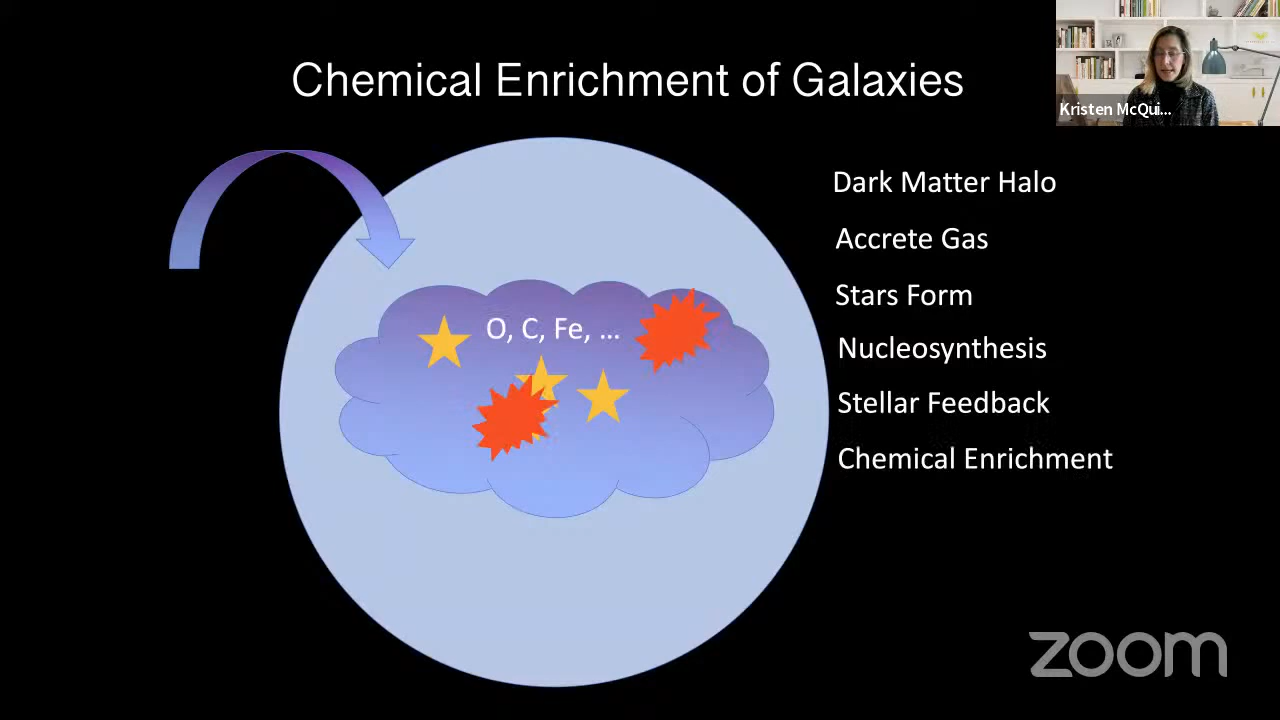 Chemical Enrichment of Galaxies
Kristen McQui...
Dark Matter Halo
Accrete Gas
Stars Form
O, C, Fe, ...
Nucleosynthesis
Stellar Feedback
Chemical Enrichment
zoom